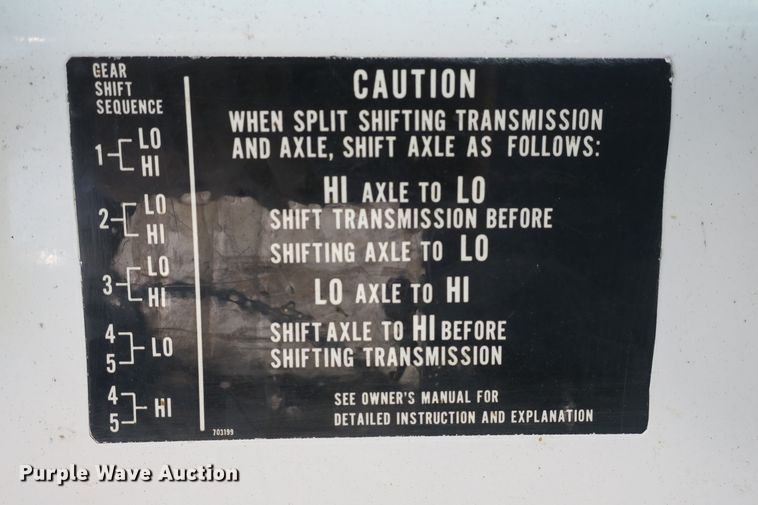 GEAR
SHIFT
SEQUENCE
1 LO
HI
2 LO
HI
3 LO
HI
4
5 LO
4
5 HI
CAUTION
WHEN SPLIT SHIFTING TRANSMISSION
AND AXLE, SHIFT AXLE AS FOLLOWS:
HI AXLE TO LO
SHIFT TRANSMISSION BEFORE
SHIFTING AXLE TO LO
LO AXLE TO HI
SHIFT AXLE TO HI BEFORE
SHIFTING TRANSMISSION
SEE OWNER'S MANUAL FOR
DETAILED INSTRUCTION AND EXPLANATION
703199
Purple Wave Auction